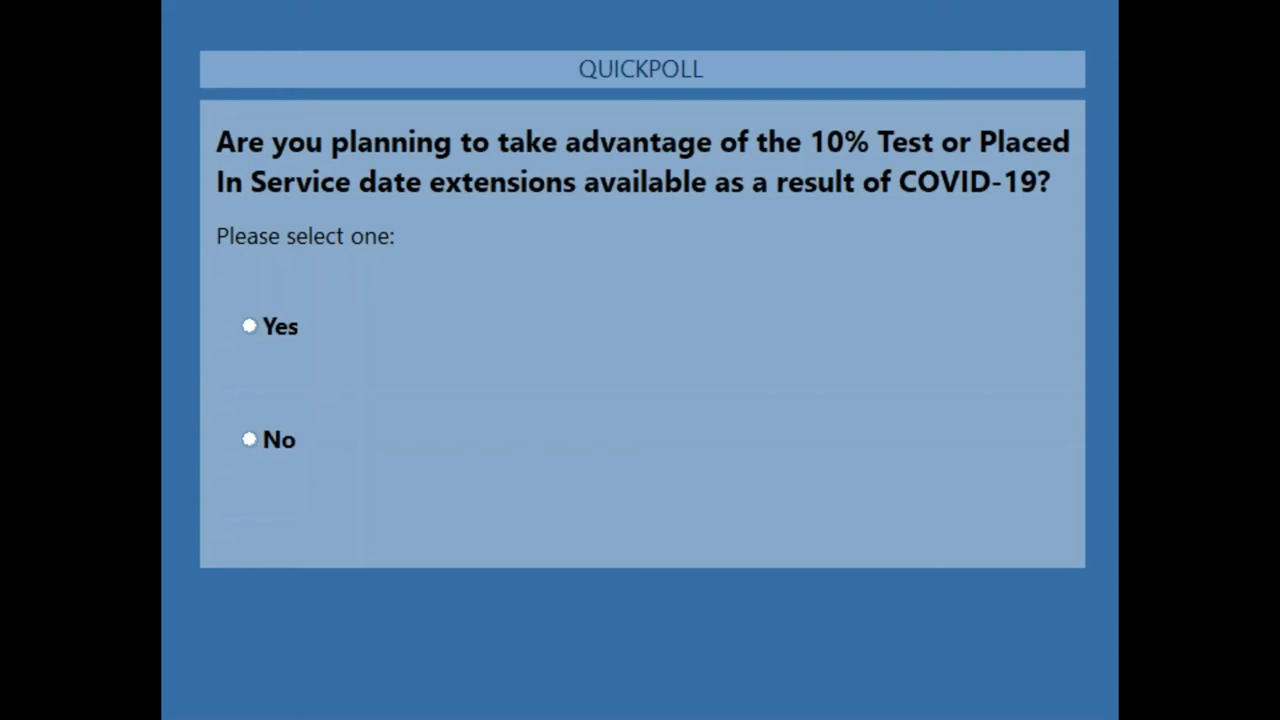 QUICKPOLL
Are you planning to take advantage of the 10% Test or Placed
In Service date extensions available as a result of COVID-19?
Please select one:
Yes
No